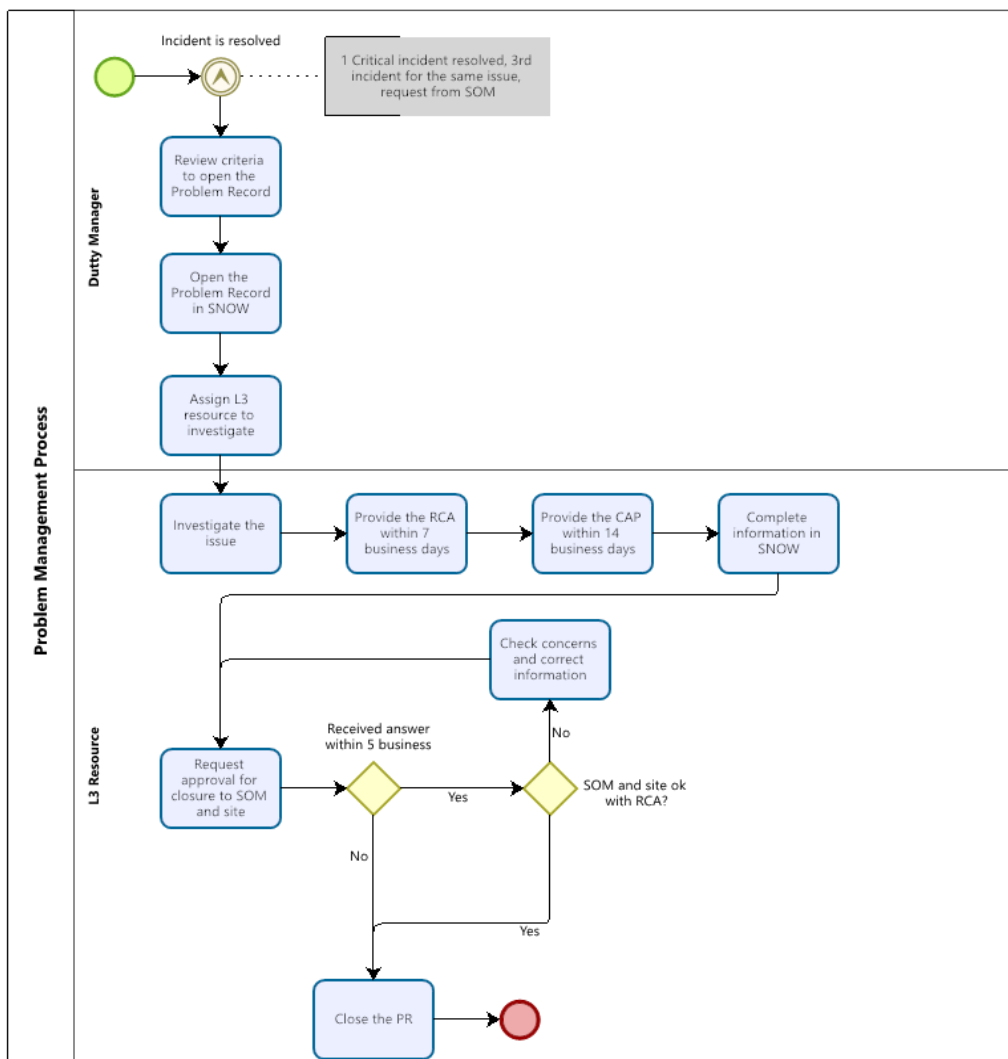 Problem Management Process
Dutty Manager
Incident is resolved
1 Critical incident resolved, 3rd
incident for the same issue,
request from SOM
Review criteria
to open the
Problem Record
Open the
Problem Record
in SNOW
Assign L3
resource to
investigate
L3 Resource
Investigate the
issue
Provide the RCA
within 7
business days
Provide the CAP
within 14
business days
Complete
information in
SNOW
Check concerns
and correct
information
Request
approval for
closure to SOM
and site
Received answer
within 5 business
Yes
No
No
SOM and site ok
with RCA?
Yes
Close the PR